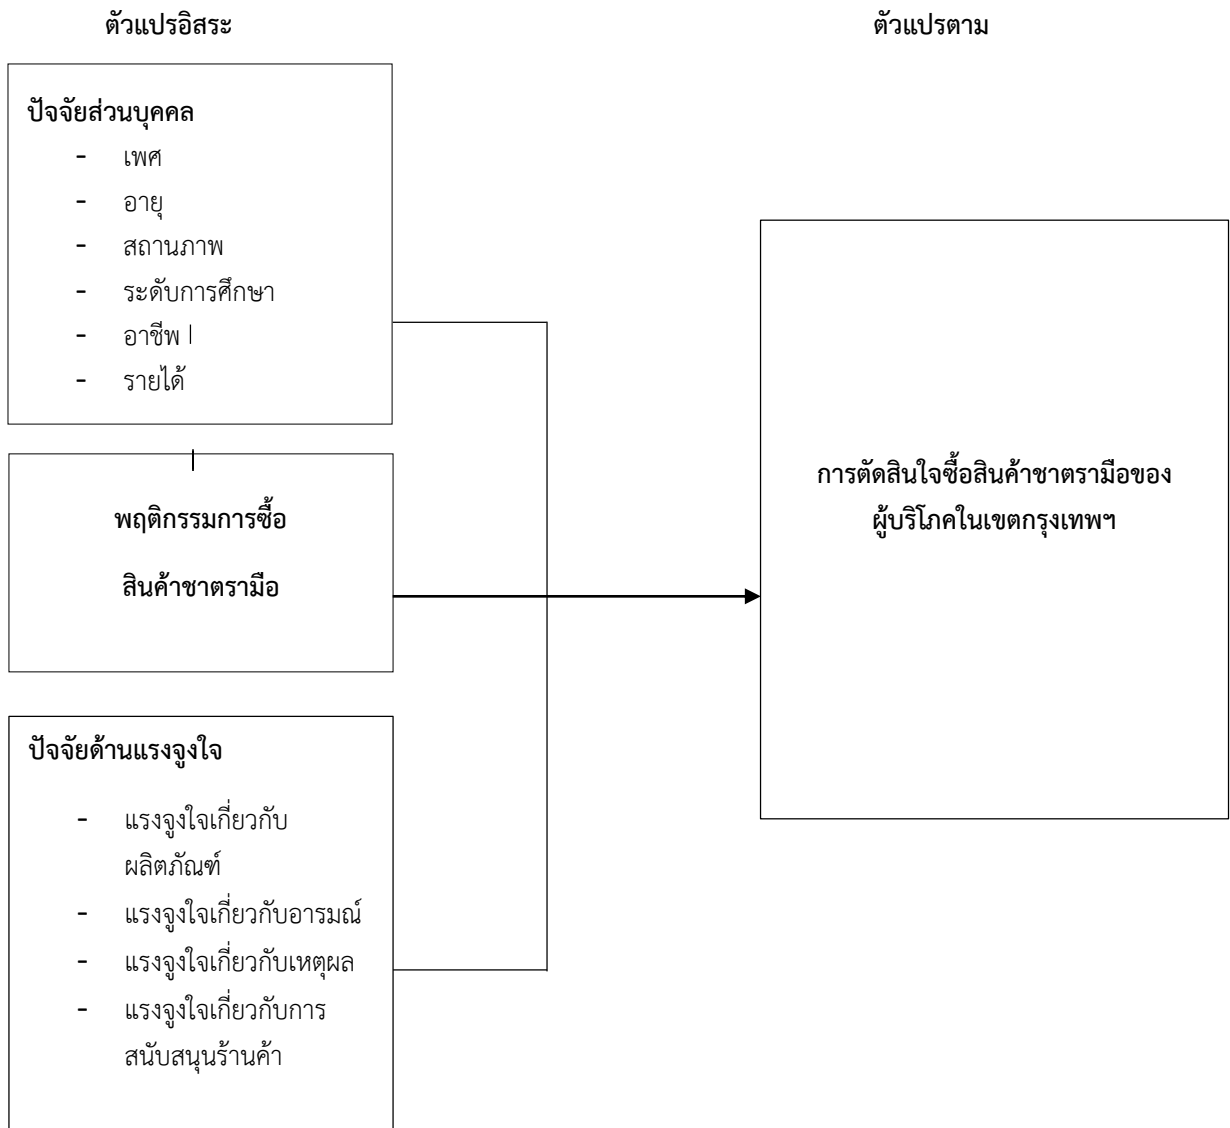 ตัวแปรอิสระ
ตัวแปรตาม
ปัจจัยส่วนบุคคล
- เพศ
- อายุ
- สถานภาพ
- ระดับการศึกษา
- อาชีพ
- รายได้
พฤติกรรมการซื้อ
สินค้าชาตรามือ
ปัจจัยด้านแรงจูงใจ
- แรงจูงใจเกี่ยวกับ
ผลิตภัณฑ์
- แรงจูงใจเกี่ยวกับอารมณ์
- แรงจูงใจเกี่ยวกับเหตุผล
- แรงจูงใจเกี่ยวกับการ
สนับสนุนร้านค้า
การตัดสินใจซื้อสินค้าชาตรามือของ
ผู้บริโภคในเขตกรุงเทพฯ